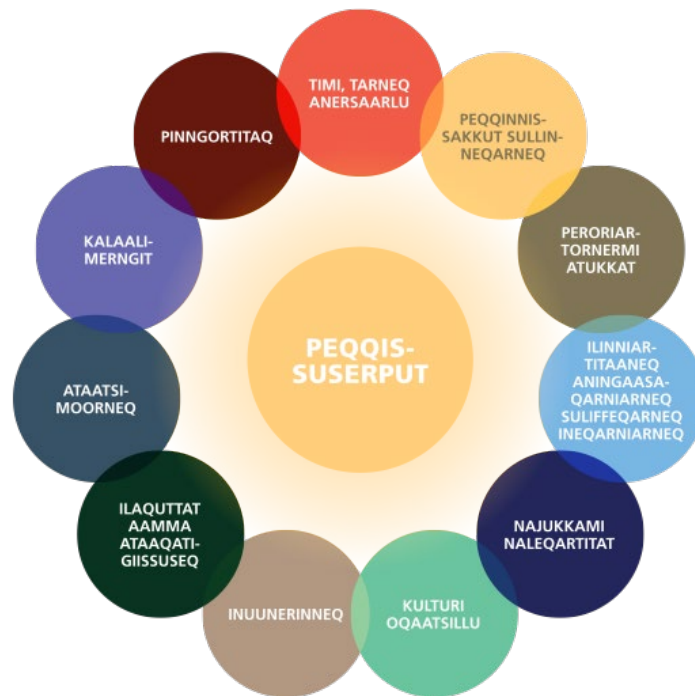 TIMI, TARNEQ
ANERSAARLU
PEQQINNIS-
SAKKUT SULLIN-
NEQARNEQ
PERORIAR-
TORNERMI
ATUKKAT
ILINNIAR-
TITAANEQ
ANINGAASA-
QARNIARNEQ
SULIFFEQARNEQ
INEQARNIARNEQ
NAJUKKAMI
NALEQARTITAT
KULTURI
OQAATSILLU
INUUNERINNEQ
ILAQUTTAT
AAMMA
ATAAQATI-
GIISSUSEQ
ATAATSI-
MOORNEQ
KALAALI-
MERNGIT
PINNGORTITAQ
PEQQIS-
SUSERPUT